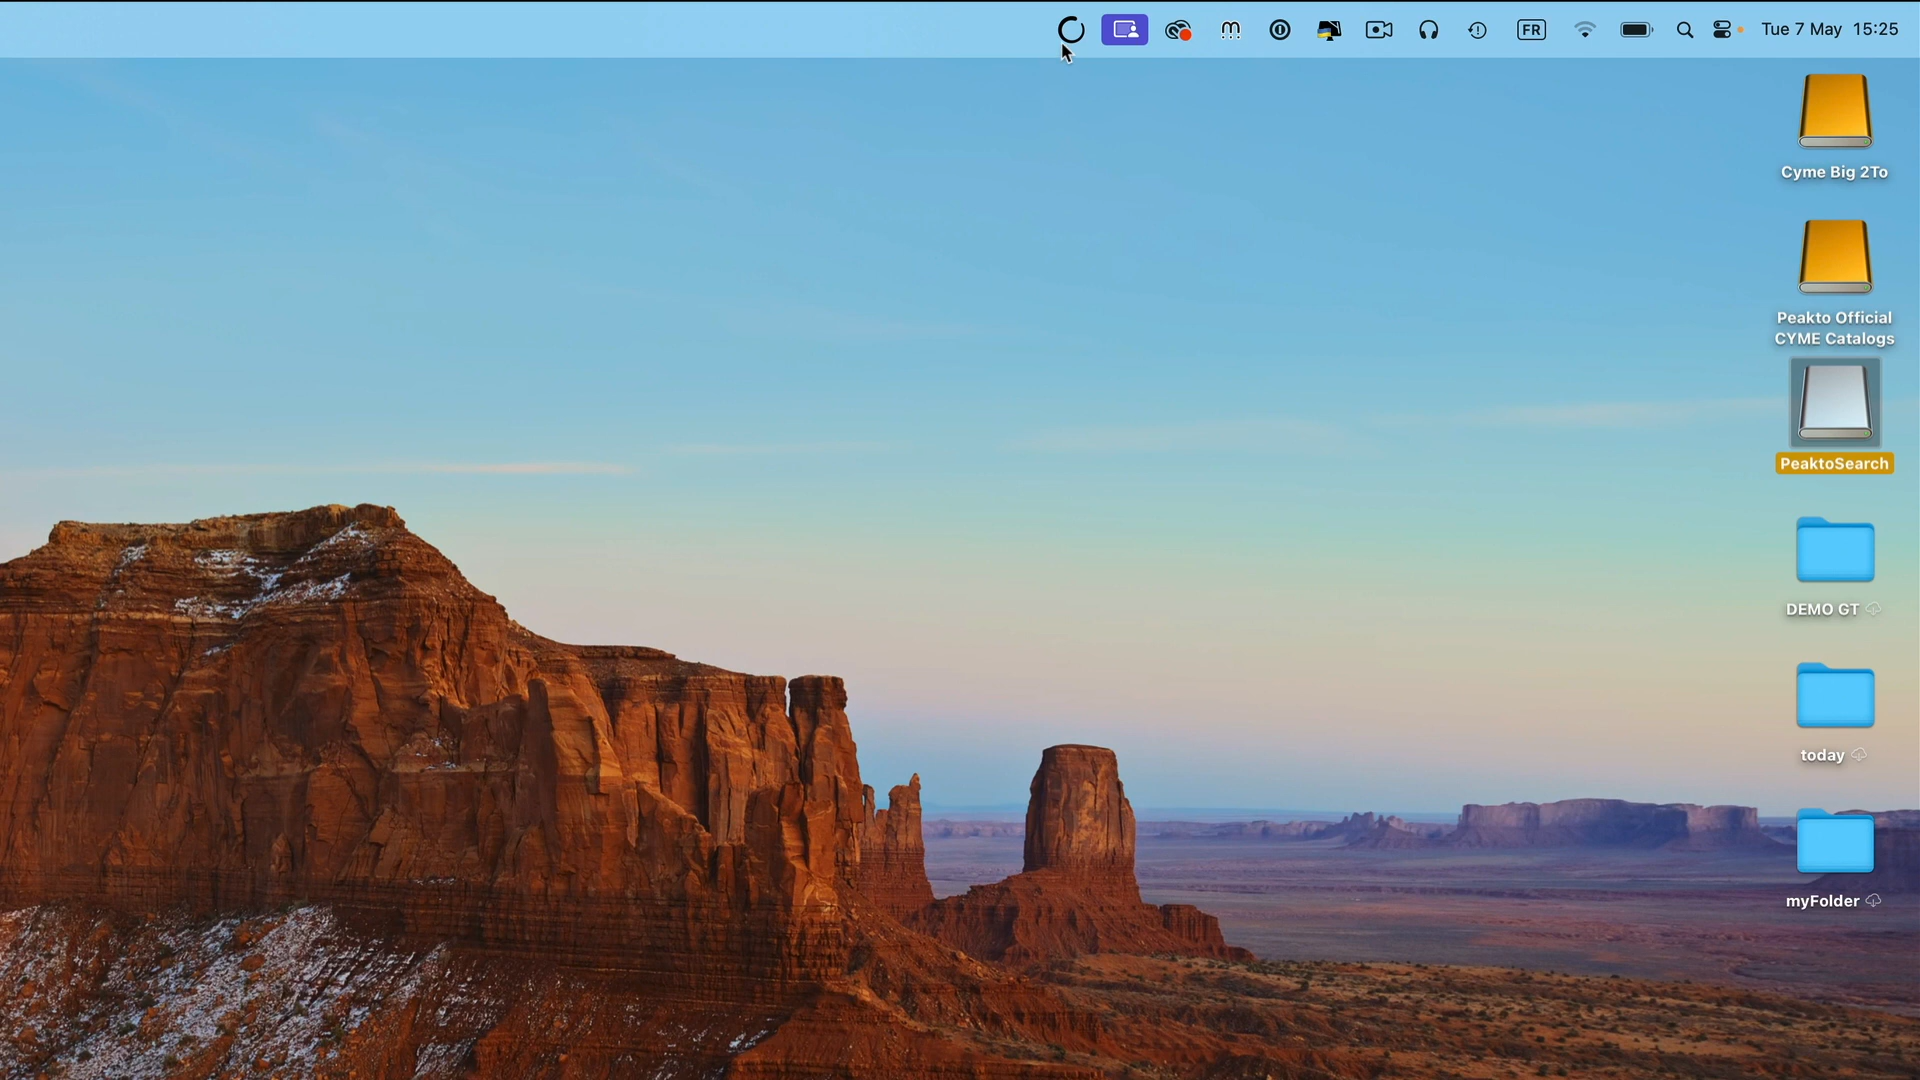 FR
Tue 7 May 15:25
Cyme Big 2To
Peakto Official
CYME Catalogs
PeaktoSearch
DEMO GT
today
myFolder